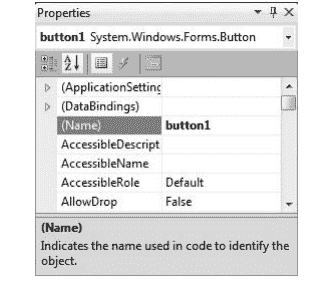 Properties
button1 System.Windows.Forms.Button
A Z
(ApplicationSetting
(DataBindings)
(Name) button1
AccessibleDescript
AccessibleName
AccessibleRole Default
AllowDrop False
(Name)
Indicates the name used in code to identify the
object.